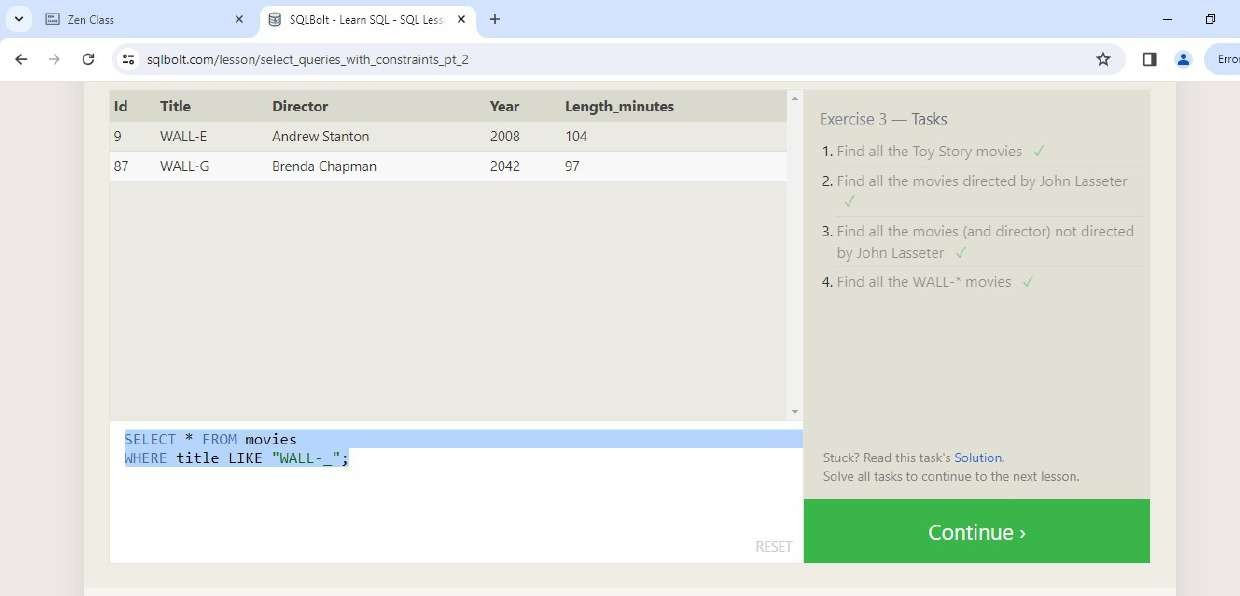 Zen Class
SQLBolt - Learn SQL - SQL Less
sqlbolt.com/lesson/select_queries_with_constraints_pt_2
Error
Id Title Director Year Length_minutes
9 WALL-E Andrew Stanton 2008 104
87 WALL-G Brenda Chapman 2042 97
Exercise 3 — Tasks
1. Find all the Toy Story movies ✓
2. Find all the movies directed by John Lasseter
✓
3. Find all the movies (and director) not directed
by John Lasseter ✓
4. Find all the WALL-* movies ✓
SELECT * FROM movies
WHERE title LIKE "WALL-_";
RESET
Stuck? Read this task's Solution.
Solve all tasks to continue to the next lesson.
Continue ›